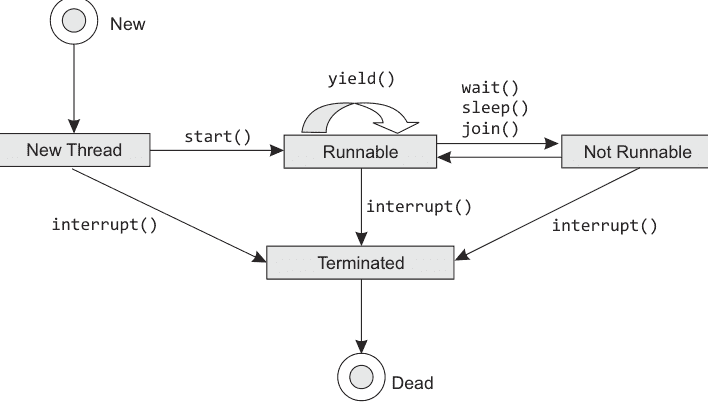 New
yield()
wait()
sleep()
join()
start()
New Thread
Runnable
Not Runnable
interrupt()
interrupt()
interrupt()
Terminated
Dead